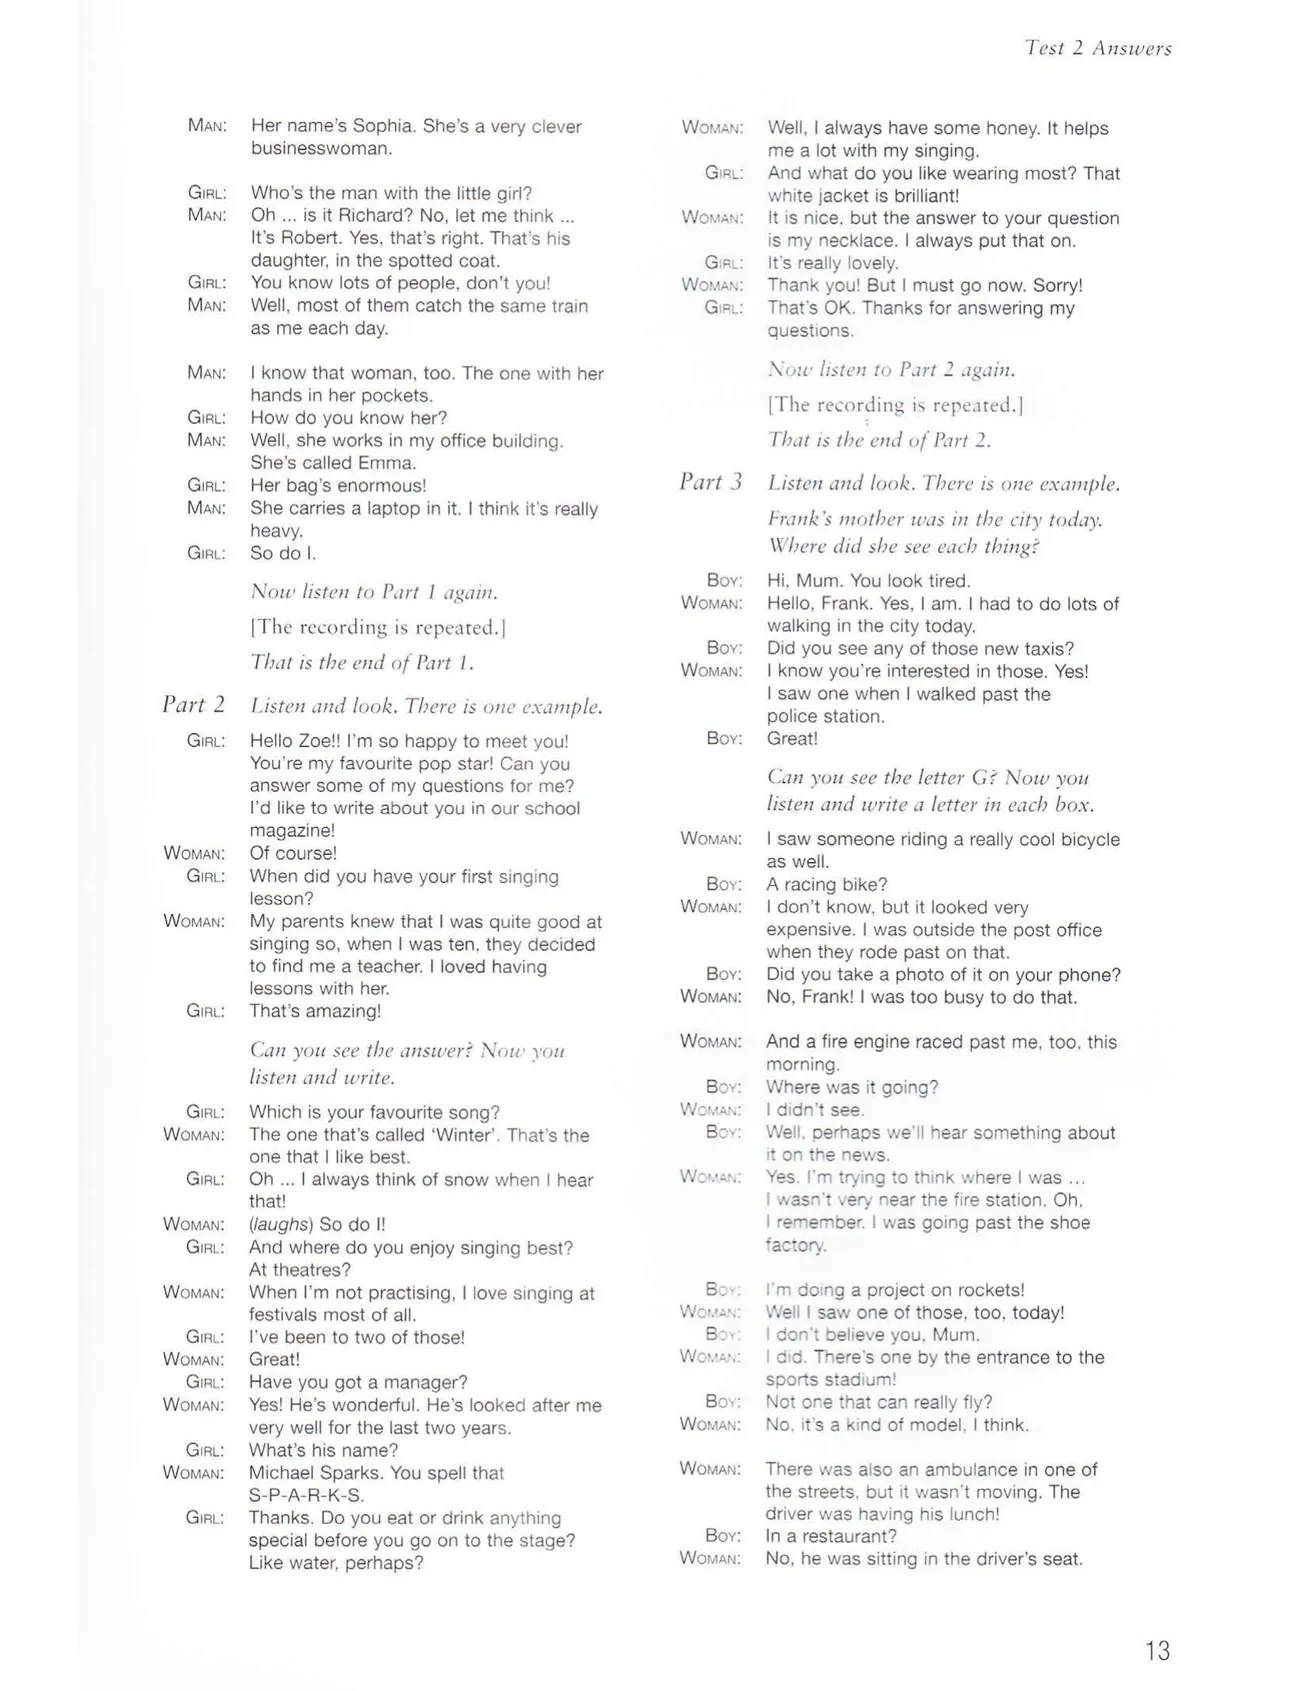 Test 2 Answers
MAN: Her name's Sophia. She's a very clever
businesswoman.
GIRL: Who's the man with the little girl?
MAN: Oh ... is it Richard? No, let me think ...
It's Robert. Yes, that's right. That's his
daughter, in the spotted coat.
GIRL: You know lots of people, don't you!
MAN: Well, most of them catch the same train
as me each day.
MAN: I know that woman, too. The one with her
hands in her pockets.
GIRL: How do you know her?
MAN: Well, she works in my office building.
She's called Emma.
GIRL: Her bag's enormous!
MAN: She carries a laptop in it. I think it's really
heavy.
GIRL: So do I.
Now listen to Part 1 again.
[The recording is repeated.]
That is the end of Part 1.
Part 2 Listen and look. There is one example.
GIRL: Hello Zoe!! I'm so happy to meet you!
You're my favourite pop star! Can you
answer some of my questions for me?
I'd like to write about you in our school
magazine!
WOMAN: Of course!
GIRL: When did you have your first singing
lesson?
WOMAN: My parents knew that I was quite good at
singing so, when I was ten, they decided
to find me a teacher. I loved having
lessons with her.
GIRL: That's amazing!
Can you see the answer? Now you
listen and write.
GIRL: Which is your favourite song?
WOMAN: The one that's called 'Winter'. That's the
one that I like best.
GIRL: Oh ... I always think of snow when I hear
that!
WOMAN: (laughs) So do I!
GIRL: And where do you enjoy singing best?
At theatres?
WOMAN: When I'm not practising, I love singing at
festivals most of all.
GIRL: I've been to two of those!
WOMAN: Great!
GIRL: Have you got a manager?
WOMAN: Yes! He's wonderful. He's looked after me
very well for the last two years.
GIRL: What's his name?
WOMAN: Michael Sparks. You spell that
S-P-A-R-K-S.
GIRL: Thanks. Do you eat or drink anything
special before you go on to the stage?
Like water, perhaps?
WOMAN: Well, I always have some honey. It helps
me a lot with my singing.
GIRL: And what do you like wearing most? That
white jacket is brilliant!
WOMAN: It is nice, but the answer to your question
is my necklace. I always put that on.
GIRL: It's really lovely.
WOMAN: Thank you! But I must go now. Sorry!
GIRL: That's OK. Thanks for answering my
questions.
Now listen to Part 2 again.
[The recording is repeated.]
That is the end of Part 2.
Part 3 Listen and look. There is one example.
Frank's mother was in the city today.
Where did she see each thing?
BOY: Hi, Mum. You look tired.
WOMAN: Hello, Frank. Yes, I am. I had to do lots of
walking in the city today.
BOY: Did you see any of those new taxis?
WOMAN: I know you're interested in those. Yes!
I saw one when I walked past the
police station.
BOY: Great!
Can you see the letter G? Now you
listen and write a letter in each box.
WOMAN: I saw someone riding a really cool bicycle
as well.
BOY: A racing bike?
WOMAN: I don't know, but it looked very
expensive. I was outside the post office
when they rode past on that.
BOY: Did you take a photo of it on your phone?
WOMAN: No, Frank! I was too busy to do that.
WOMAN: And a fire engine raced past me, too, this
morning.
BOY: Where was it going?
WOMAN: I didn't see.
BOY: Well, perhaps we'll hear something about
it on the news.
WOMAN: Yes. I'm trying to think where I was ...
I wasn't very near the fire station. Oh,
I remember. I was going past the shoe
factory.
BOY: I'm doing a project on rockets!
WOMAN: Well I saw one of those, too, today!
BOY: I don't believe you, Mum.
WOMAN: I did. There's one by the entrance to the
sports stadium!
BOY: Not one that can really fly?
WOMAN: No, it's a kind of model, I think.
WOMAN: There was also an ambulance in one of
the streets, but it wasn't moving. The
driver was having his lunch!
BOY: In a restaurant?
WOMAN: No, he was sitting in the driver's seat.
13